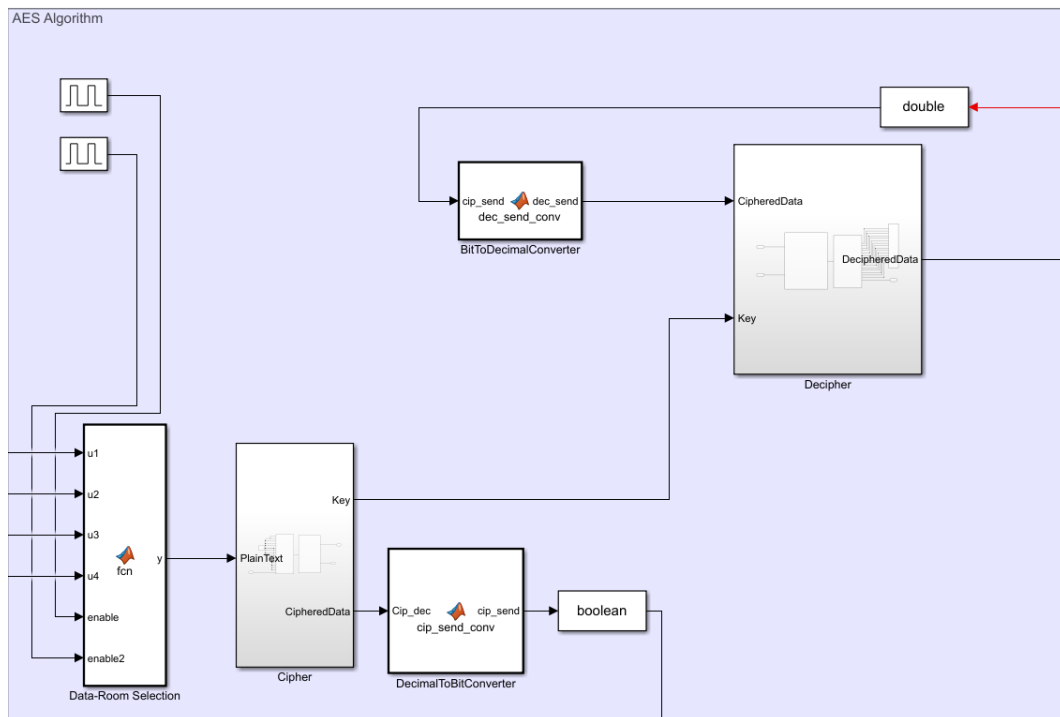 AES Algorithm
double
cip_send
dec_send
dec_send_conv
BitToDecimalConverter
CipheredData
DecipheredData
Key
Decipher
u1
u2
u3
u4
enable
enable2
fcn
y
Data-Room Selection
Key
PlainText
CipheredData
Cipher
Cip_dec
cip_send
cip_send_conv
DecimalToBitConverter
boolean